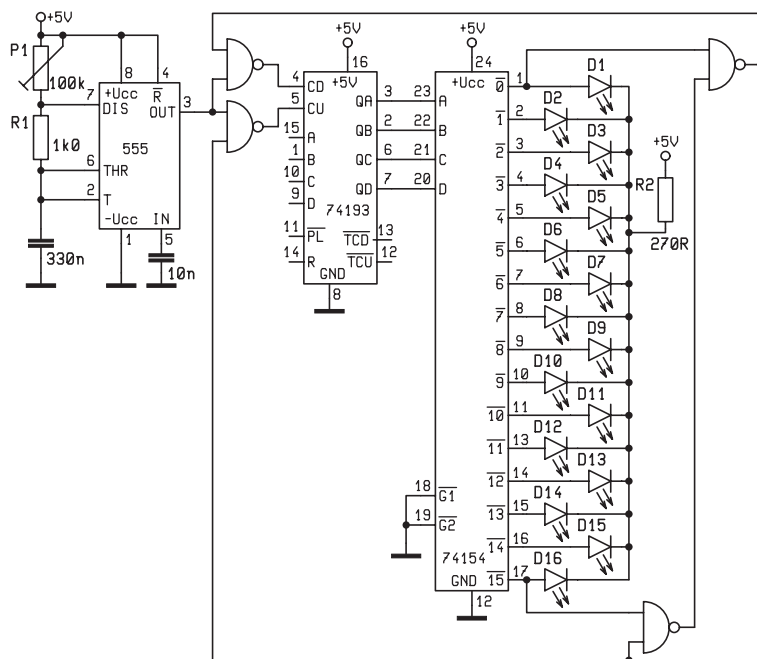 +5V
P1
100k
R1
1k0
330n
8
4
+Ucc
R
7
DIS
OUT
3
555
6
THR
2
T
-Ucc
IN
1
5
10n
+5V
16
4
CD
+5V
5
CU
QA
3
15
A
QB
2
1
B
QC
6
10
C
QD
7
9
D
74193
11
PL
TCD
13
14
R
TCU
12
GND
8
+5V
24
+Ucc
23
A
22
B
21
C
20
D
18
G1
19
G2
74154
GND
12
0
1
D1
1
2
D2
2
3
D3
3
4
D4
4
5
D5
5
6
D6
6
7
D7
7
8
D8
8
9
D9
9
10
D10
10
11
D11
11
13
D12
12
14
D13
13
15
D14
14
16
D15
15
17
D16
+5V
R2
270R